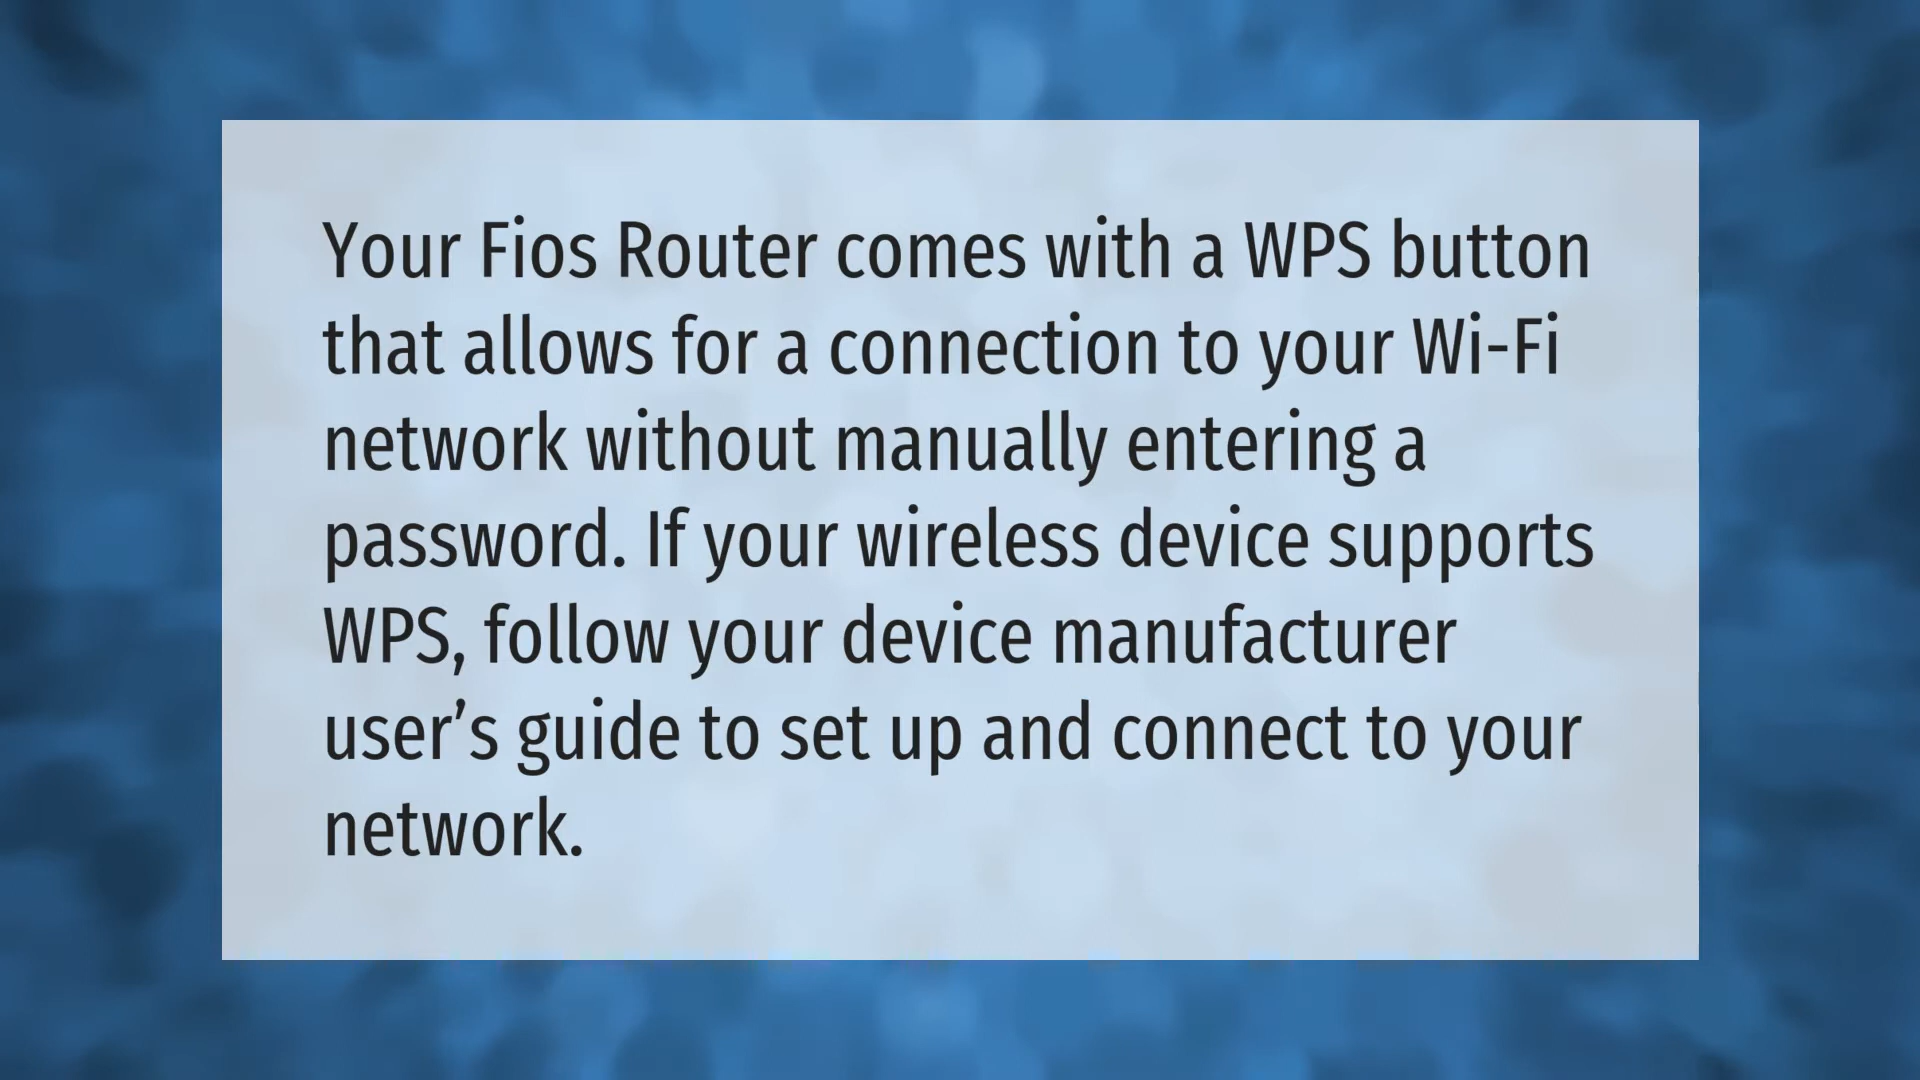 Your Fios Router comes with a WPS button
that allows for a connection to your Wi-Fi
network without manually entering a
password. If your wireless device supports
WPS, follow your device manufacturer
user’s guide to set up and connect to your
network.